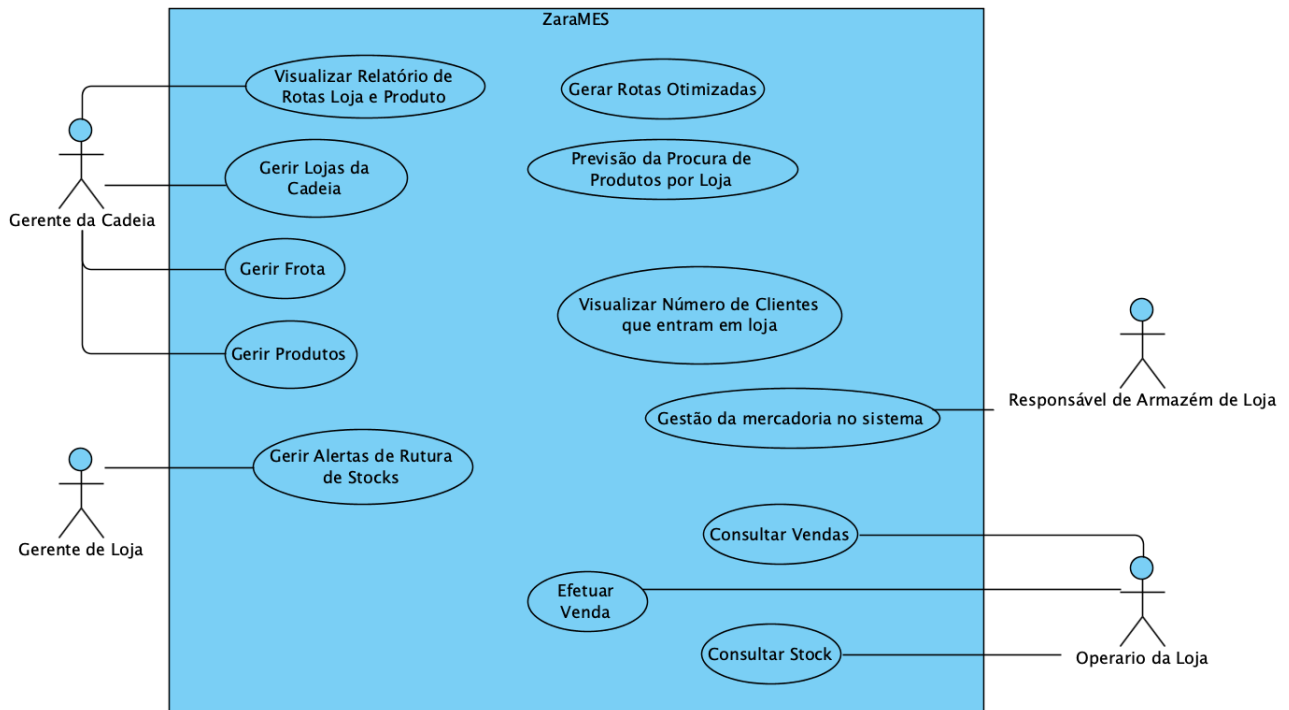 ZaraMES
Visualizar Relatório de
Rotas Loja e Produto
Gerar Rotas Otimizadas
Gerir Lojas da
Cadeia
Previsão da Procura de
Produtos por Loja
Gerente da Cadeia
Gerir Frota
Visualizar Número de Clientes
que entram em loja
Gerir Produtos
Responsável de Armazém de Loja
Gestão da mercadoria no sistema
Gerir Alertas de Rutura
de Stocks
Gerente de Loja
Consultar Vendas
Efetuar
Venda
Consultar Stock
Operario da Loja